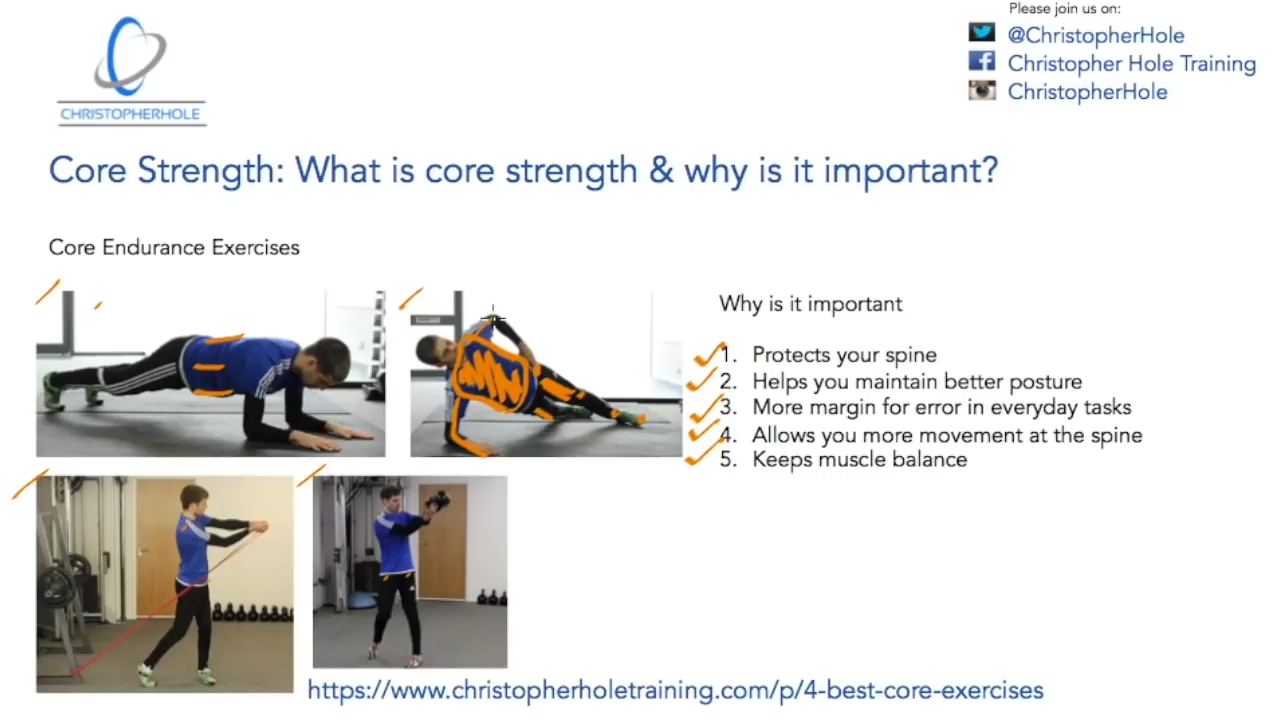 Please join us on:
@ChristopherHole
Christopher Hole Training
ChristopherHole
CHRISTOPHERHOLE
Core Strength: What is core strength & why is it important?
Core Endurance Exercises
Why is it important
1. Protects your spine
2. Helps you maintain better posture
3. More margin for error in everyday tasks
4. Allows you more movement at the spine
5. Keeps muscle balance
https://www.christopherholetraining.com/p/4-best-core-exercises